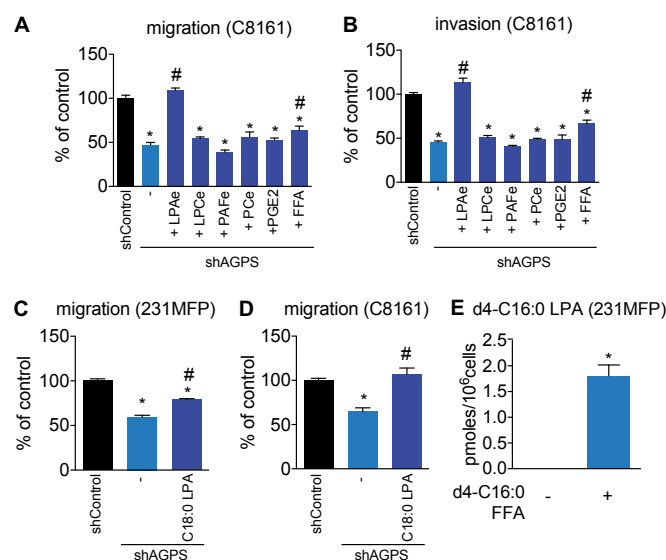 A migration (C8161)
% of control
150
100
50
0
#
* * * * * * *
#
shControl
-
+ LPAe
+ LPCe
+ PAFe
+ PCe
+PGE2
+ FFA
shAGPS
B invasion (C8161)
% of control
150
100
50
0
#
* * * * * *
#
shControl
-
+ LPAe
+ LPCe
+ PAFe
+ PCe
+PGE2
+ FFA
shAGPS
C migration (231MFP)
% of control
150
100
50
0
*
#
*
shControl
-
C18:0 LPA
shAGPS
D migration (C8161)
% of control
150
100
50
0
*
#
shControl
-
C18:0 LPA
shAGPS
E d4-C16:0 LPA (231MFP)
pmoles/10⁶cells
2.5
2.0
1.5
1.0
0.5
0
*
d4-C16:0 - +
FFA